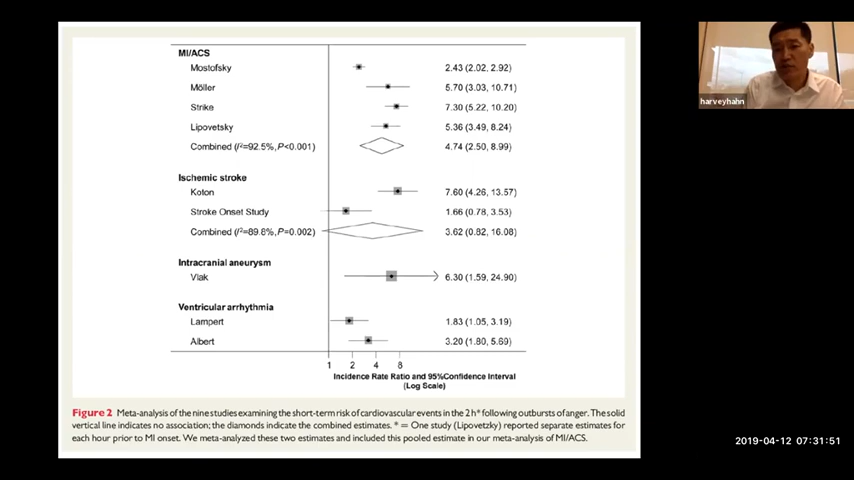 MI/ACS
Mostofsky 2.43 (2.02, 2.92)
Möller 5.70 (3.03, 10.71)
Strike 7.30 (5.22, 10.20)
Lipovetsky 5.36 (3.49, 8.24)
Combined (I²=92.5%, P<0.001) 4.74 (2.50, 8.99)
Ischemic stroke
Koton 7.60 (4.26, 13.57)
Stroke Onset Study 1.66 (0.78, 3.53)
Combined (I²=89.8%, P=0.002) 3.62 (0.82, 16.08)
Intracranial aneurysm
Vlak 6.30 (1.59, 24.90)
Ventricular arrhythmia
Lampert 1.83 (1.05, 3.19)
Albert 3.20 (1.80, 5.69)
1 2 4 8
Incidence Rate Ratio and 95%Confidence Interval
(Log Scale)
Figure 2 Meta-analysis of the nine studies examining the short-term risk of cardiovascular events in the 2 h* following outbursts of anger. The solid
vertical line indicates no association; the diamonds indicate the combined estimates. * = One study (Lipovetzky) reported separate estimates for
each hour prior to MI onset. We meta-analyzed these two estimates and included this pooled estimate in our meta-analysis of MI/ACS.
harveyhahn
2019-04-12 07:31:51